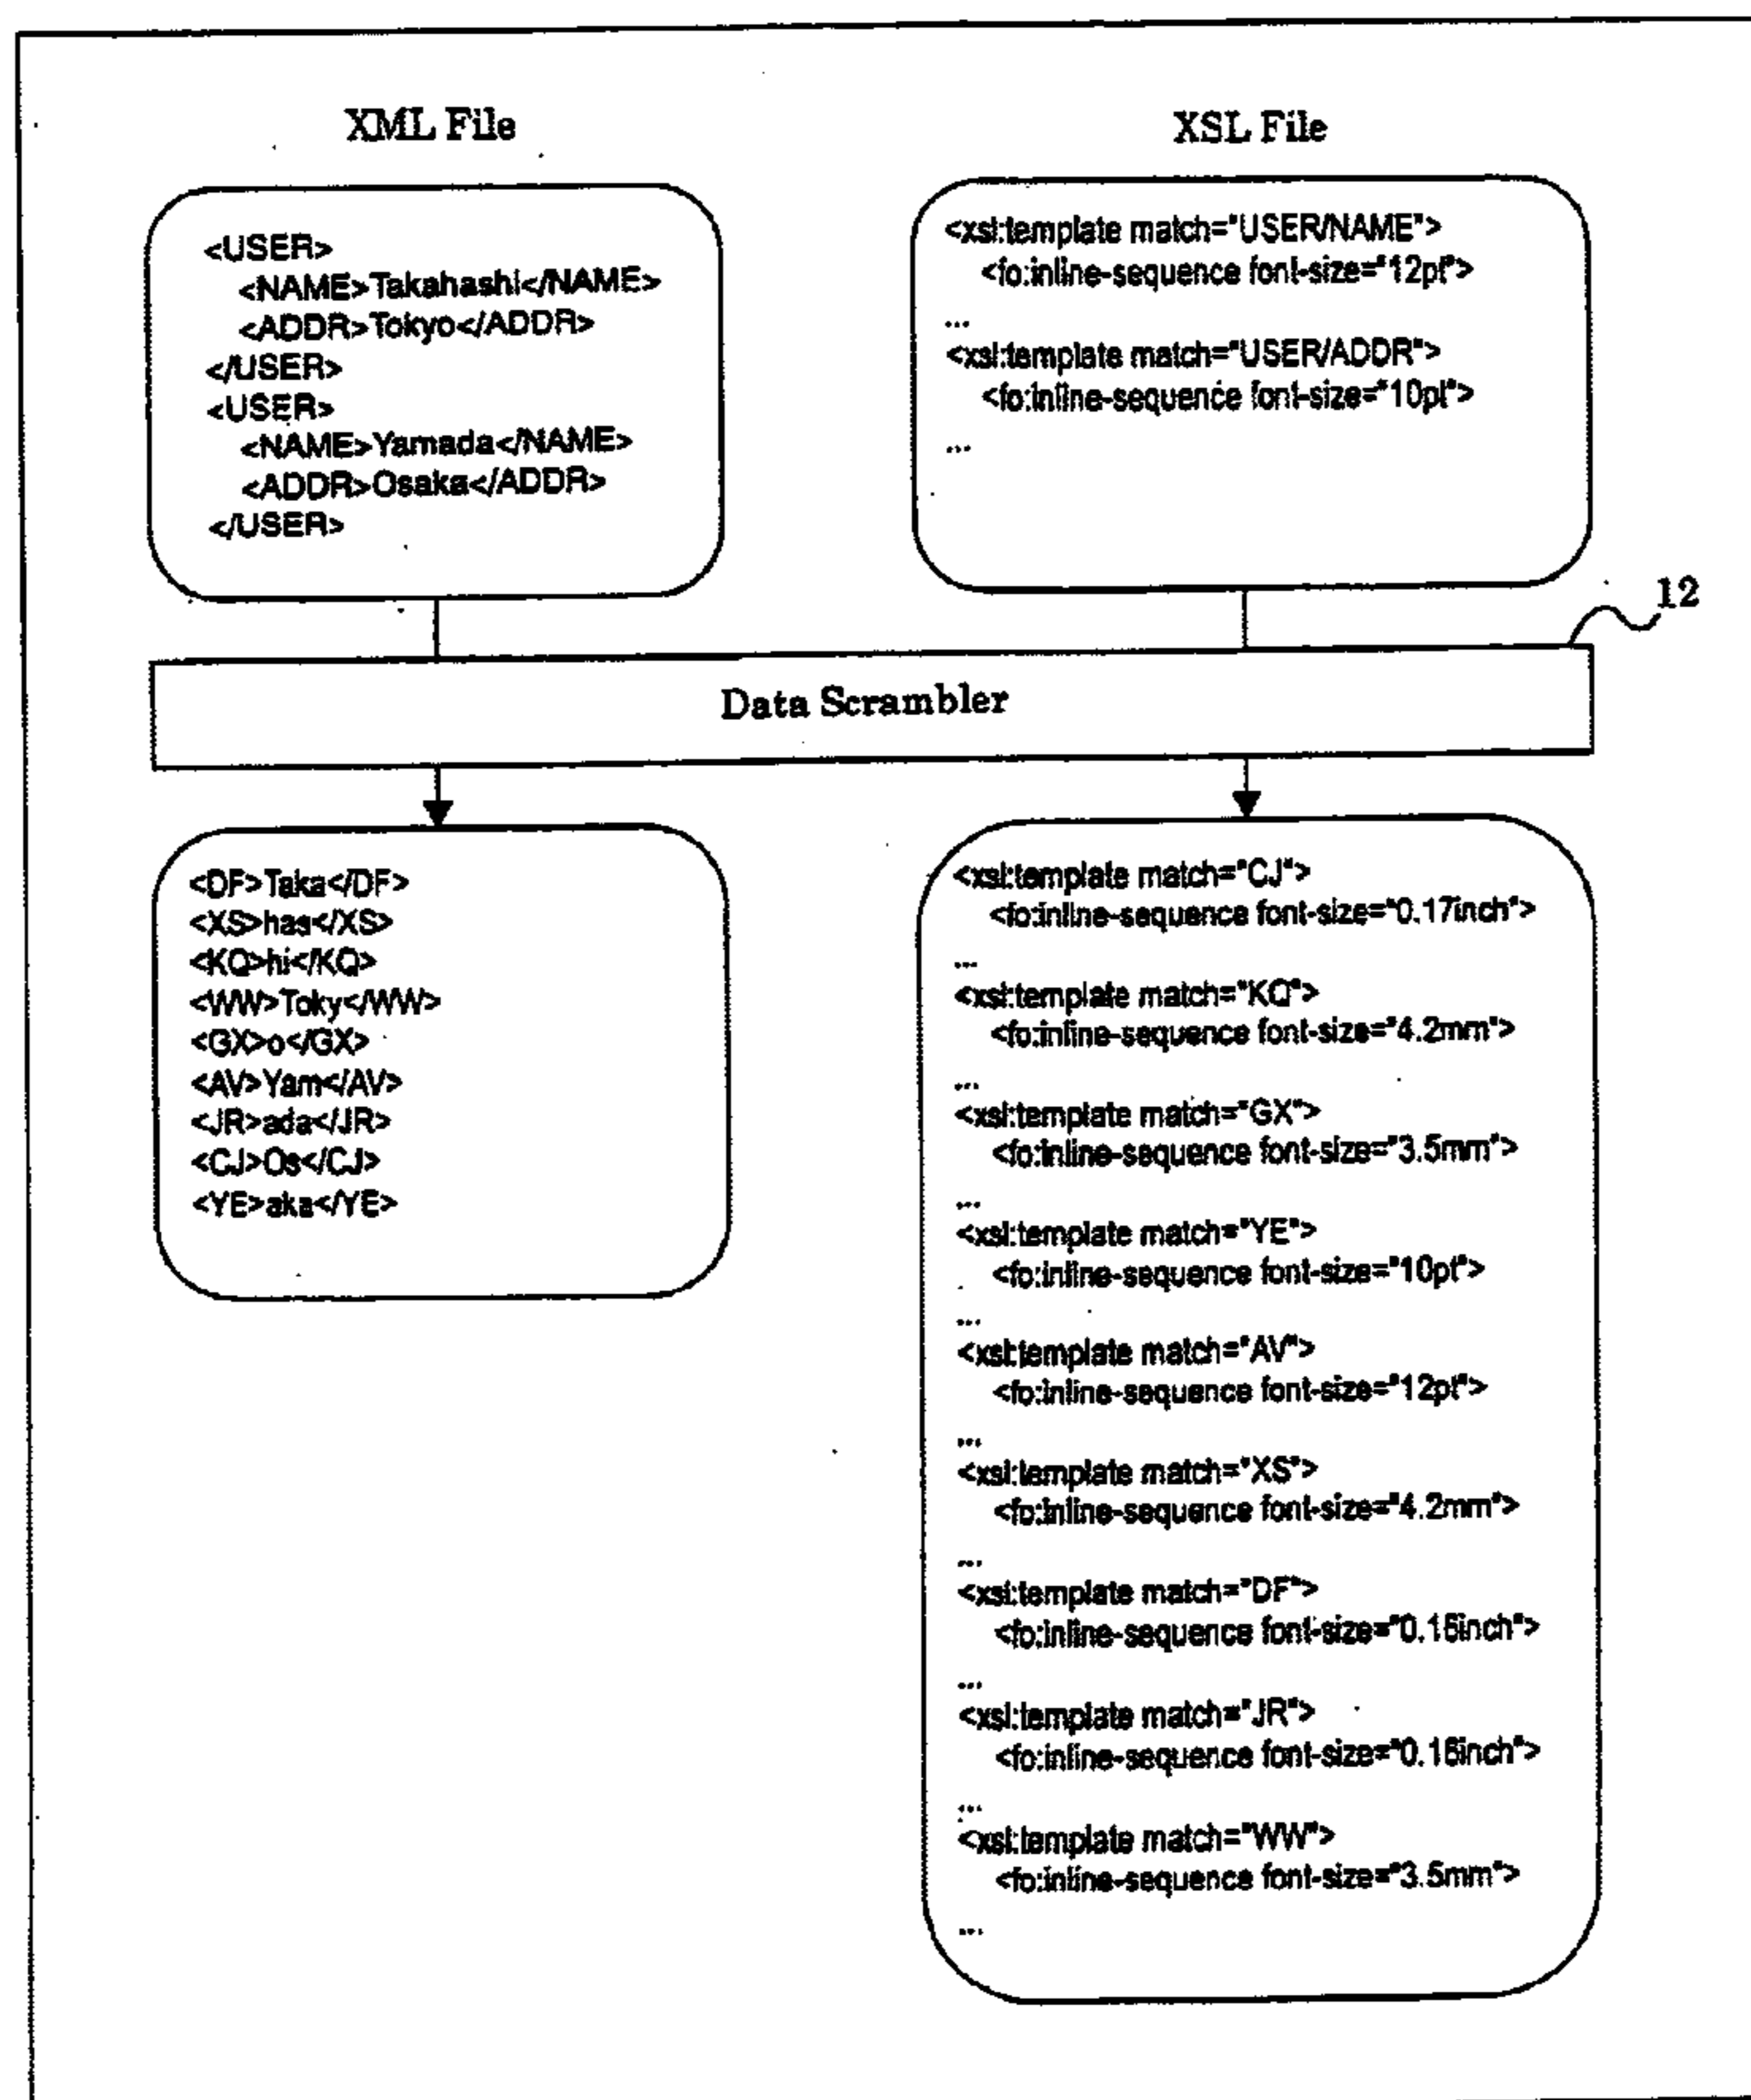 XML File
<USER>
<NAME>Takahashi</NAME>
<ADDR>Tokyo</ADDR>
</USER>
<USER>
<NAME>Yamada</NAME>
<ADDR>Osaka</ADDR>
</USER>
XSL File
<xsl:template match="USER/NAME">
<fo:inline-sequence font-size="12pt">
...
<xsl:template match="USER/ADDR">
<fo:inline-sequence font-size="10pt">
...
12
Data Scrambler
<DF>Taka</DF>
<XS>has</XS>
<KQ>hi</KQ>
<WW>Toky</WW>
<GX>o</GX>
<AV>Yam</AV>
<JR>ada</JR>
<CJ>Os</CJ>
<YE>aka</YE>
<xsl:template match="CJ">
<fo:inline-sequence font-size="0.17inch">
...
<xsl:template match="KQ">
<fo:inline-sequence font-size="4.2mm">
...
<xsl:template match="GX">
<fo:inline-sequence font-size="3.5mm">
...
<xsl:template match="YE">
<fo:inline-sequence font-size="10pt">
...
<xsl:template match="AV">
<fo:inline-sequence font-size="12pt">
...
<xsl:template match="XS">
<fo:inline-sequence font-size="4.2mm">
...
<xsl:template match="DF">
<fo:inline-sequence
...
<xsl:template match="JR">
<fo:inline-sequence
...
<xsl:template match="WW">
<fo:inline-sequence font-size="3.5mm">
...